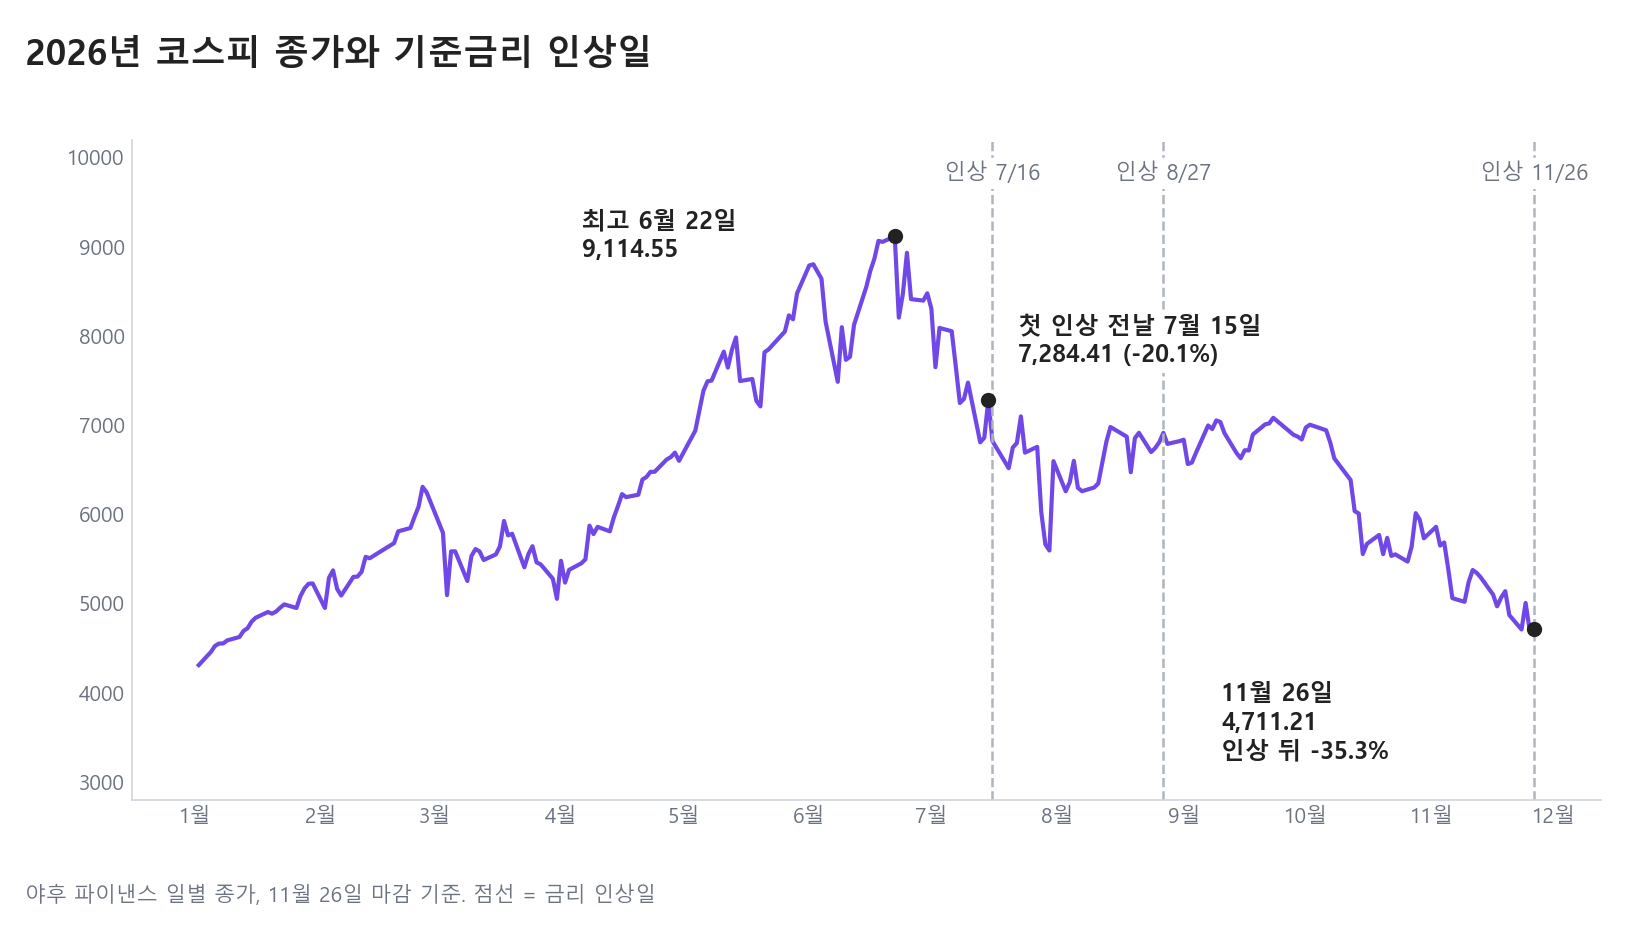 2026년 코스피 종가와 기준금리 인상일
10000
9000
8000
7000
6000
5000
4000
3000
인상 7/16
인상 8/27
인상 11/26
최고 6월 22일
9,114.55
첫 인상 전날 7월 15일
7,284.41 (-20.1%)
11월 26일
4,711.21
인상 뒤 -35.3%
1월
2월
3월
4월
5월
6월
7월
8월
9월
10월
11월
12월
야후 파이낸스 일별 종가, 11월 26일 마감 기준. 점선 = 금리 인상일